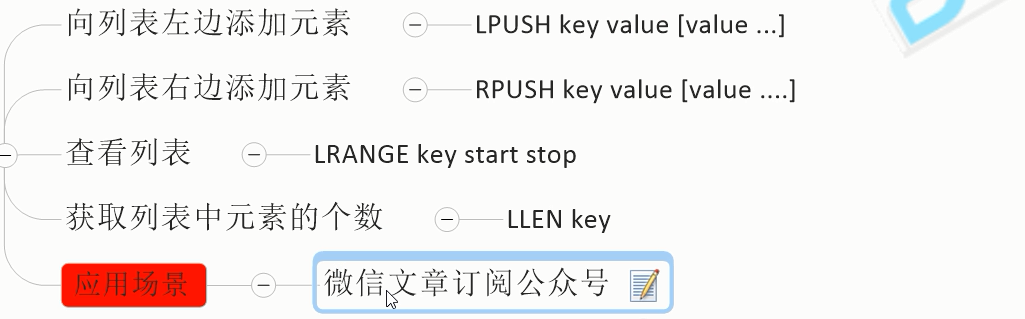 向列表左边添加元素 LPUSH key value [value ...]
向列表右边添加元素 RPUSH key value [value ....]
查看列表 LRANGE key start stop
获取列表中元素的个数 LLEN key
应用场景 微信文章订阅公众号